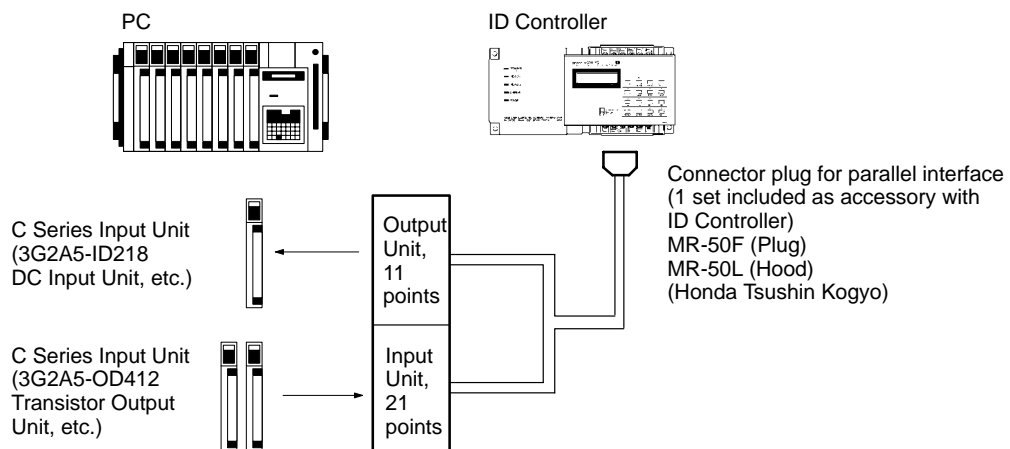 PC
ID Controller
Connector plug for parallel interface
(1 set included as accessory with
ID Controller)
MR-50F (Plug)
MR-50L (Hood)
(Honda Tsushin Kogyo)
C Series Input Unit
(3G2A5-ID218
DC Input Unit, etc.)
Output
Unit,
11
points
C Series Input Unit
(3G2A5-OD412
Transistor Output
Unit, etc.)
Input
Unit,
21
points